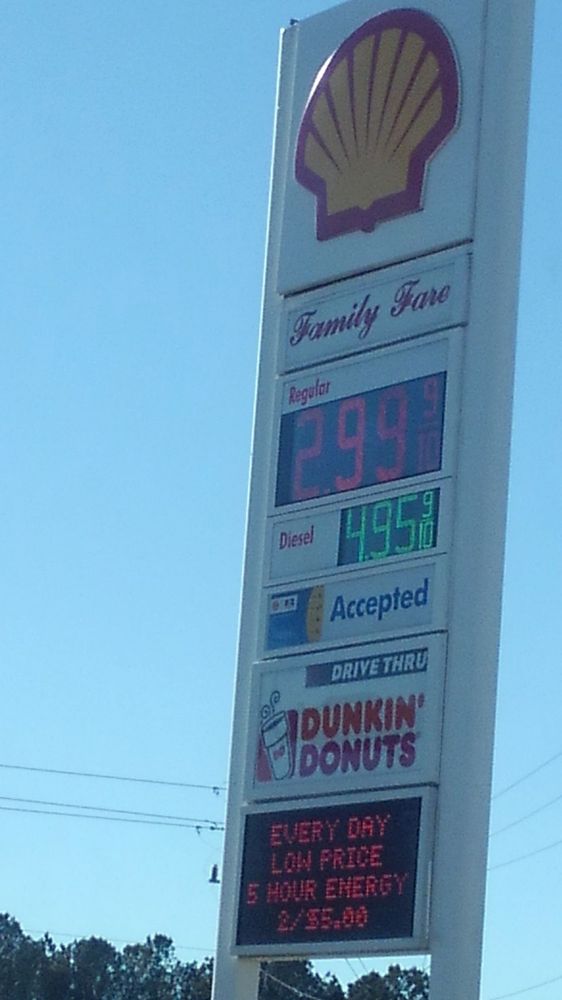 Family Fare
Regular
2.99 9/10
Diesel
4.95 9/10
Accepted
DRIVE THRU
DUNKIN'
DONUTS
EVERY DAY
LOW PRICE
5 HOUR ENERGY
2/$5.00